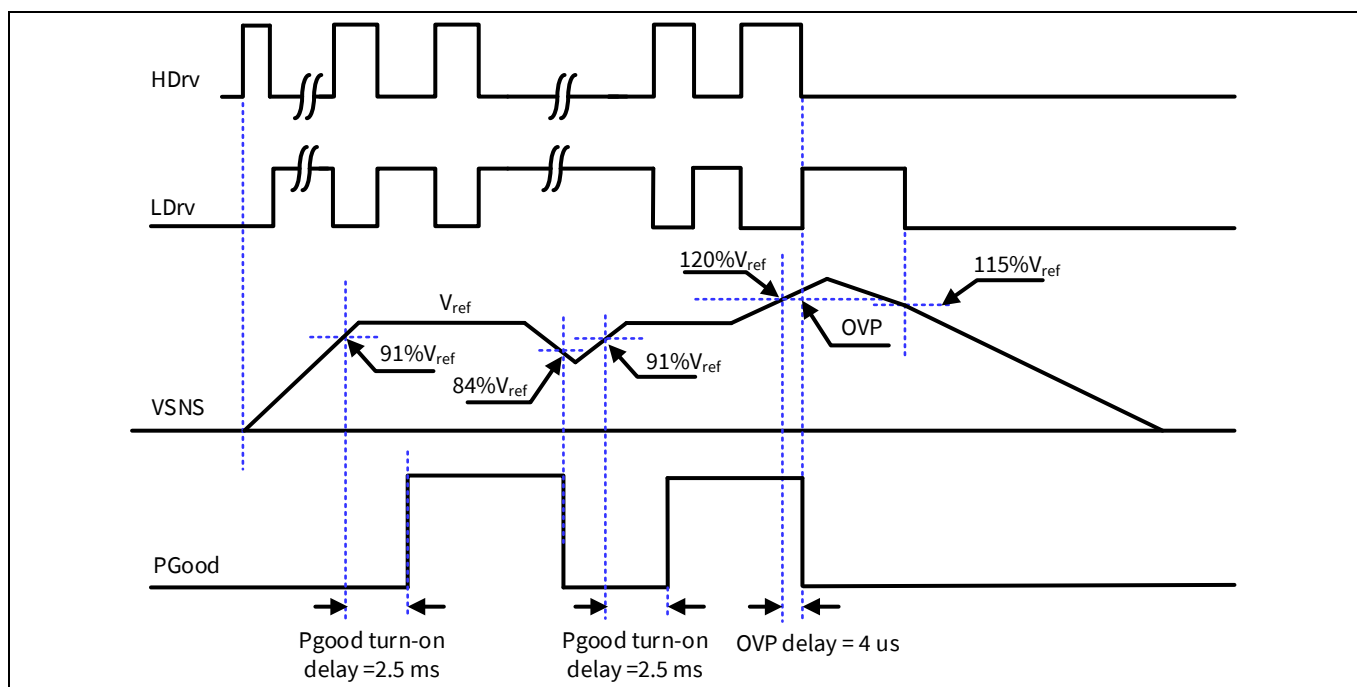 HDrv
LDrv
120%Vref
115%Vref
Vref
OVP
91%Vref
91%Vref
84%Vref
VSNS
PGood
Pgood turn-on
delay =2.5 ms
Pgood turn-on
delay =2.5 ms
OVP delay = 4 us